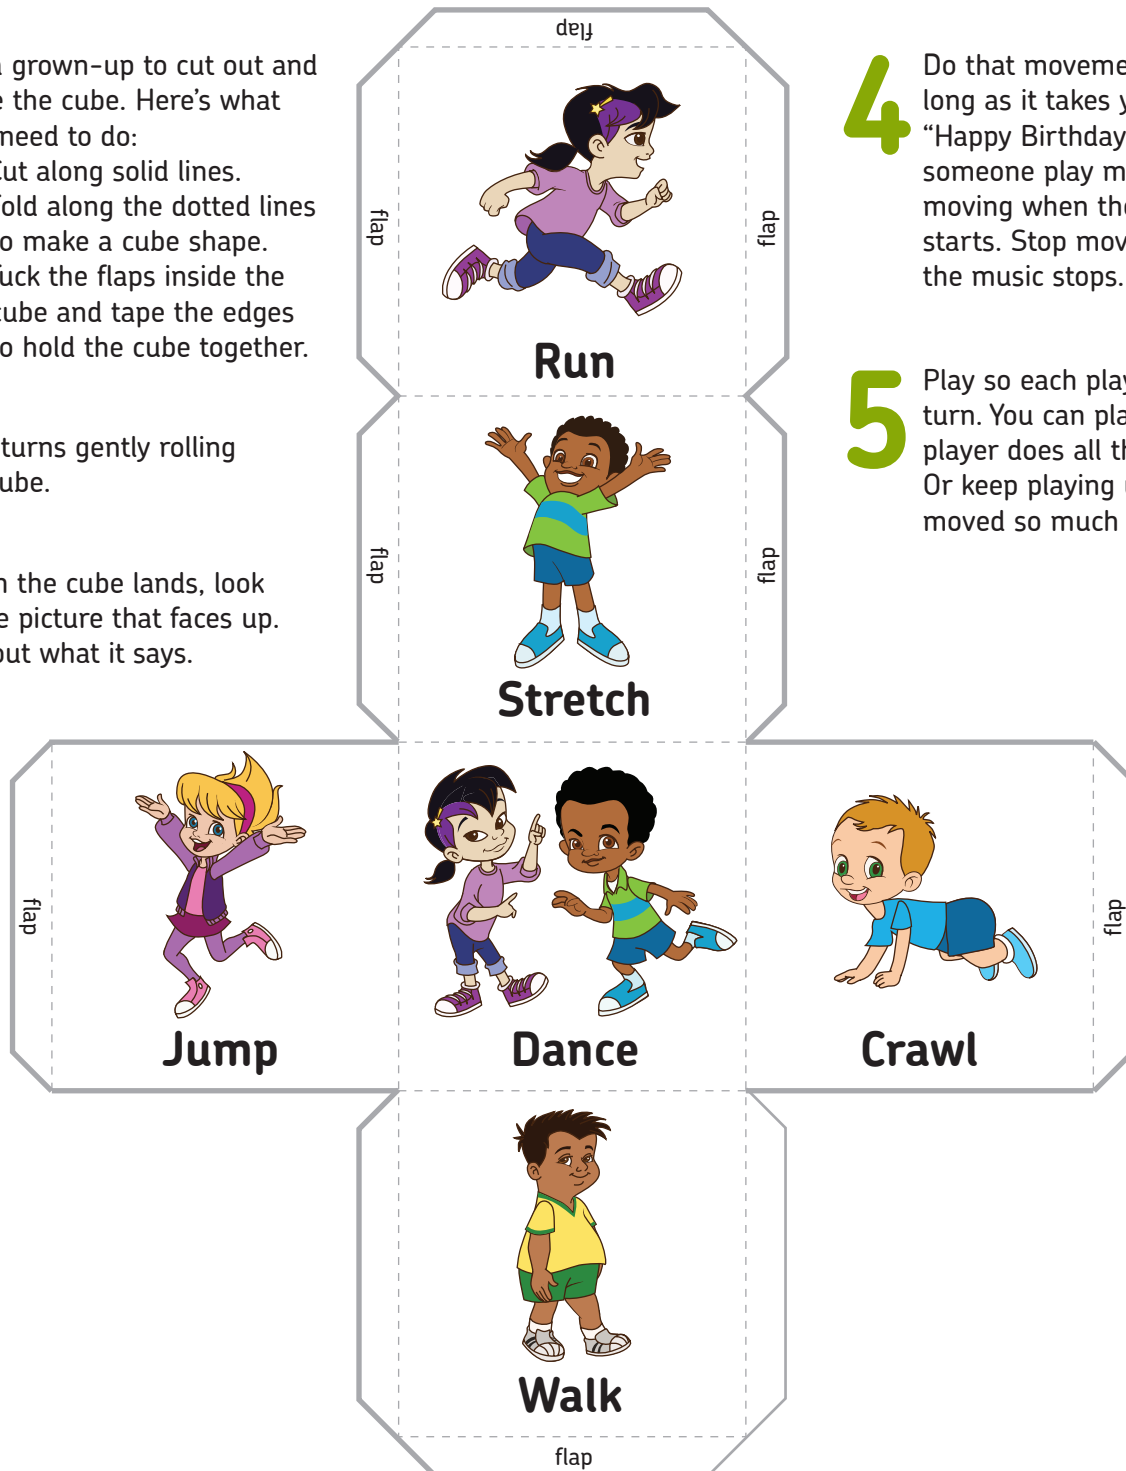 a grown-up to cut out and
the cube. Here's what
need to do:
Cut along solid lines.
Fold along the dotted lines
to make a cube shape.
Tuck the flaps inside the
cube and tape the edges
to hold the cube together.
turns gently rolling
cube.
the cube lands, look
picture that faces up.
out what it says.
flap
flap
Run
flap
flap
Stretch
flap
flap
Jump
Dance
Crawl
flap
flap
Walk
flap
4
Do that moveme
long as it takes y
“Happy Birthday
someone play m
moving when the
starts. Stop mov
the music stops.
5
Play so each play
turn. You can pla
player does all th
Or keep playing u
moved so much